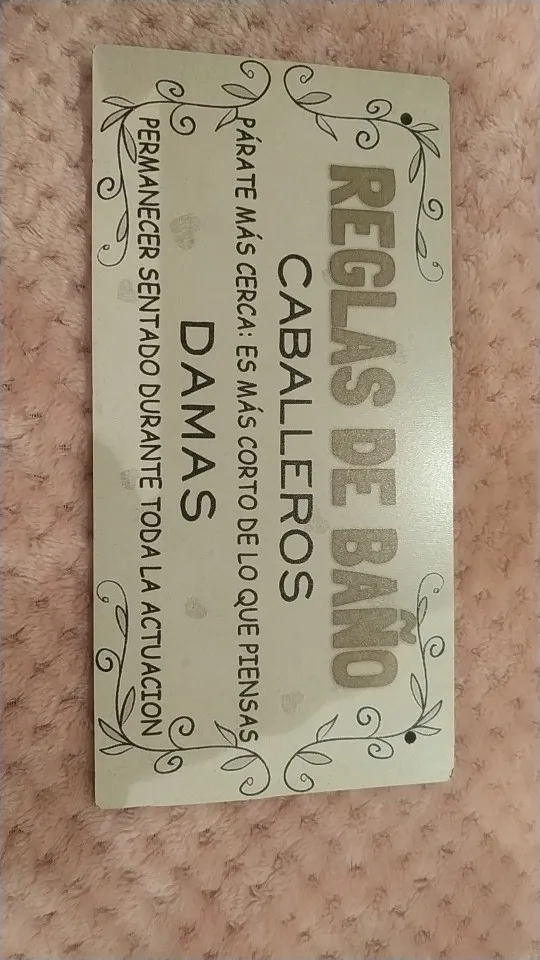 REGLAS DE BAÑO
CABALLEROS
PÁRATE MÁS CERCA: ES MÁS CORTO DE LO QUE PIENSAS
DAMAS
PERMANECER SENTADO DURANTE TODA LA ACTUACION